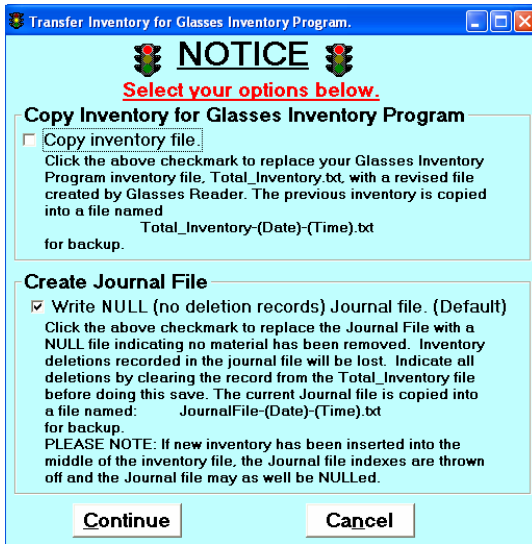 Transfer Inventory for Glasses Inventory Program.
NOTICE
Select your options below.
Copy Inventory for Glasses Inventory Program
Copy inventory file.
Click the above checkmark to replace your Glasses Inventory
Program inventory file, Total_Inventory.txt, with a revised file
created by Glasses Reader. The previous inventory is copied
into a file named
Total_Inventory-(Date)-(Time).txt
for backup.
Create Journal File
Write NULL (no deletion records) Journal file. (Default)
Click the above checkmark to replace the Journal File with a
NULL file indicating no material has been removed.  Inventory
deletions recorded in the journal file will be lost.  Indicate all
deletions by clearing the record from the Total_Inventory file
before doing this save. The current Journal file is copied into
a file named:      JournalFile-(Date)-(Time).txt
for backup.
PLEASE NOTE: If new inventory has been inserted into the
middle of the inventory file, the Journal file indexes are thrown
off and the Journal file may as well be NULLed.
Continue Cancel